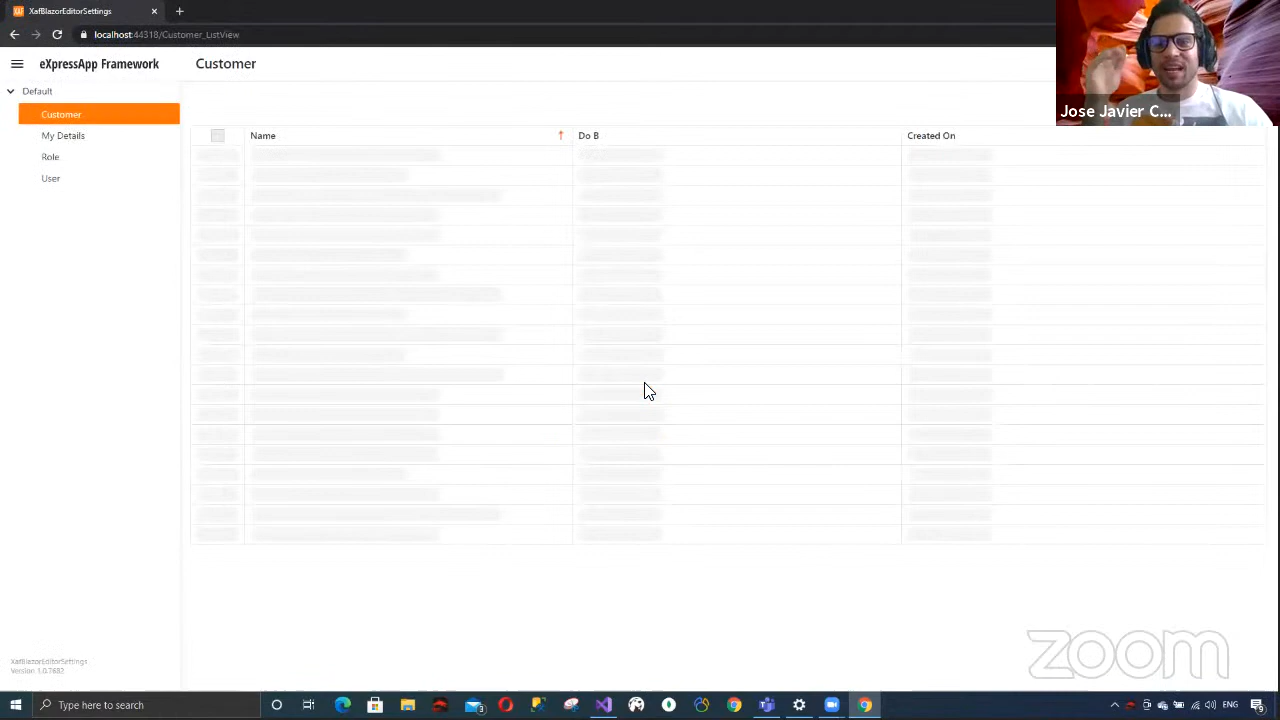 XafBlazorEditorSettings
localhost:44318/Customer_ListView
eXpressApp Framework
Customer
Jose Javier C...
Default
Customer
My Details
Role
User
Name
Do B
Created On
XafBlazorEditorSettings
Version 1.0.7682
zoom
Type here to search